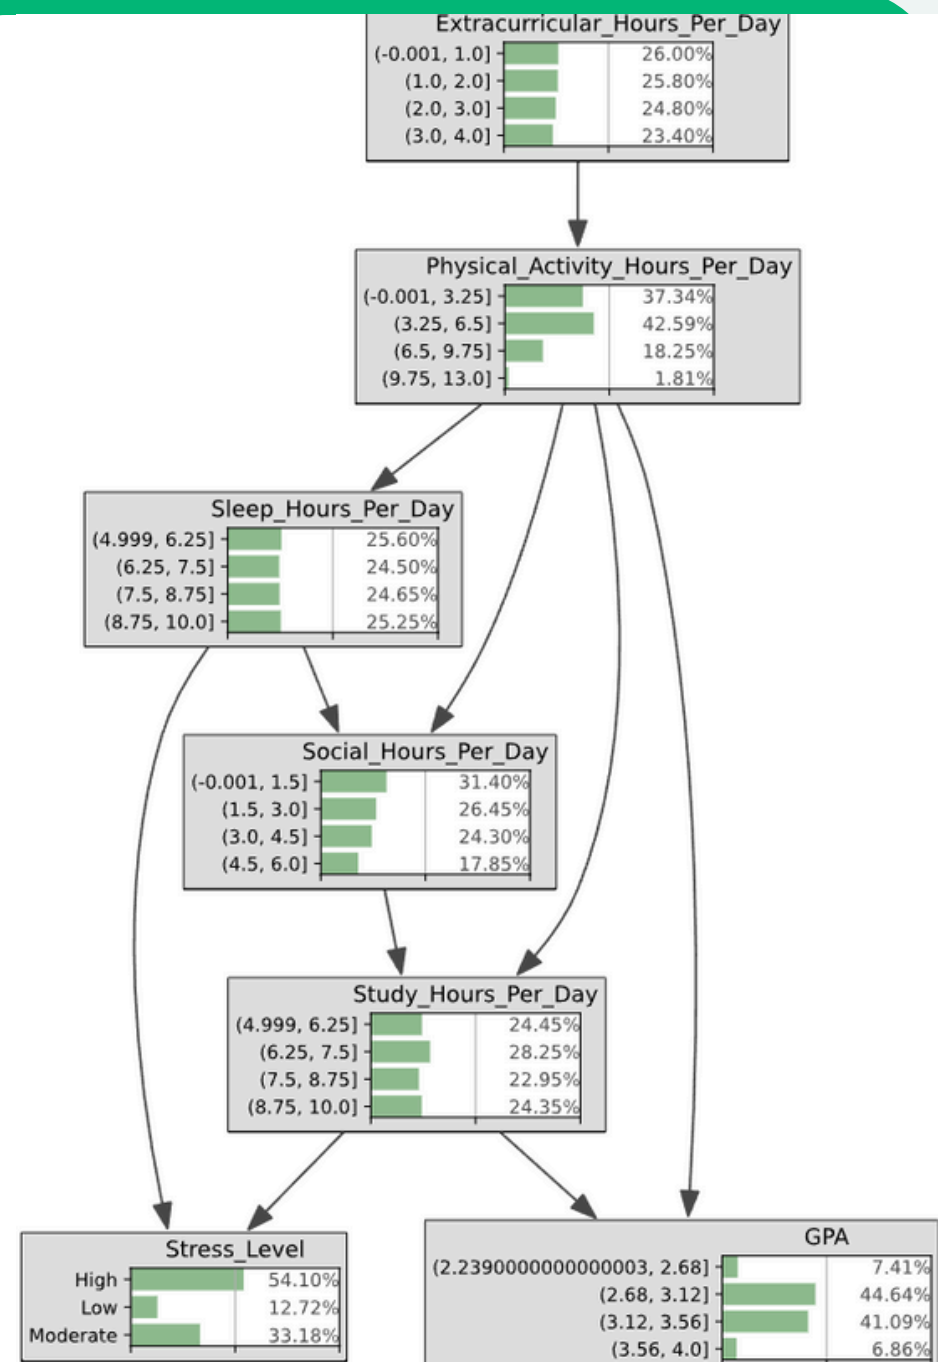 Extracurricular_Hours_Per_Day
(-0.001, 1.0] 26.00%
(1.0, 2.0] 25.80%
(2.0, 3.0] 24.80%
(3.0, 4.0] 23.40%
Physical_Activity_Hours_Per_Day
(-0.001, 3.25] 37.34%
(3.25, 6.5] 42.59%
(6.5, 9.75] 18.25%
(9.75, 13.0] 1.81%
Sleep_Hours_Per_Day
(4.999, 6.25] 25.60%
(6.25, 7.5] 24.50%
(7.5, 8.75] 24.65%
(8.75, 10.0] 25.25%
Social_Hours_Per_Day
(-0.001, 1.5] 31.40%
(1.5, 3.0] 26.45%
(3.0, 4.5] 24.30%
(4.5, 6.0] 17.85%
Study_Hours_Per_Day
(4.999, 6.25] 24.45%
(6.25, 7.5] 28.25%
(7.5, 8.75] 22.95%
(8.75, 10.0] 24.35%
Stress_Level
High 54.10%
Low 12.72%
Moderate 33.18%
GPA
(2.2390000000000003, 2.68] 7.41%
(2.68, 3.12] 44.64%
(3.12, 3.56] 41.09%
(3.56, 4.0] 6.86%